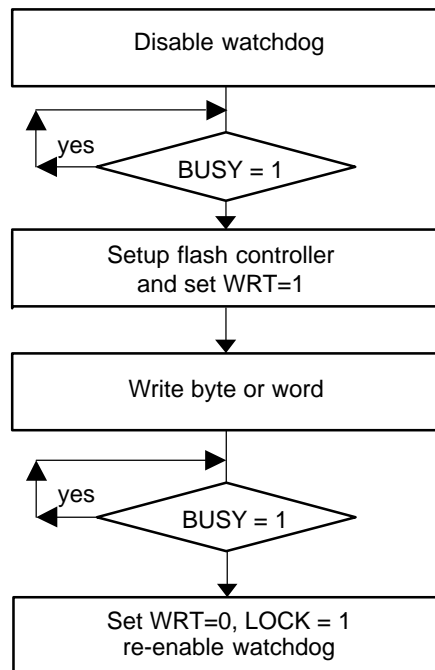 Disable watchdog
yes
BUSY = 1
Setup flash controller
and set WRT=1
Write byte or word
yes
BUSY = 1
Set WRT=0, LOCK = 1
re-enable watchdog